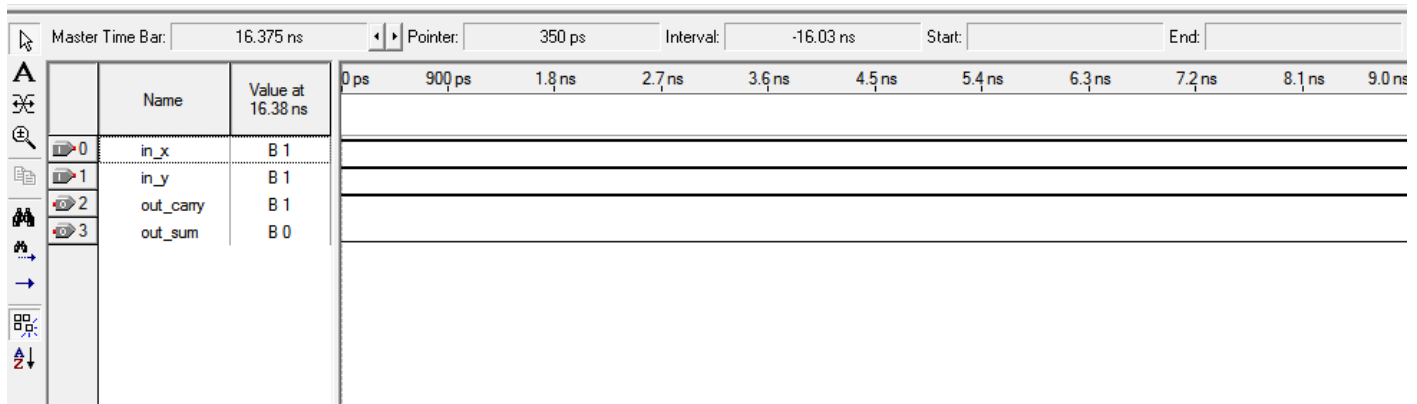 Master Time Bar: 16.375 ns Pointer: 350 ps Interval: -16.03 ns Start: End:
Name Value at 16.38 ns 0 ps 900 ps 1.8 ns 2.7 ns 3.6 ns 4.5 ns 5.4 ns 6.3 ns 7.2 ns 8.1 ns 9.0 ns
0 in_x B 1
1 in_y B 1
2 out_carry B 1
3 out_sum B 0